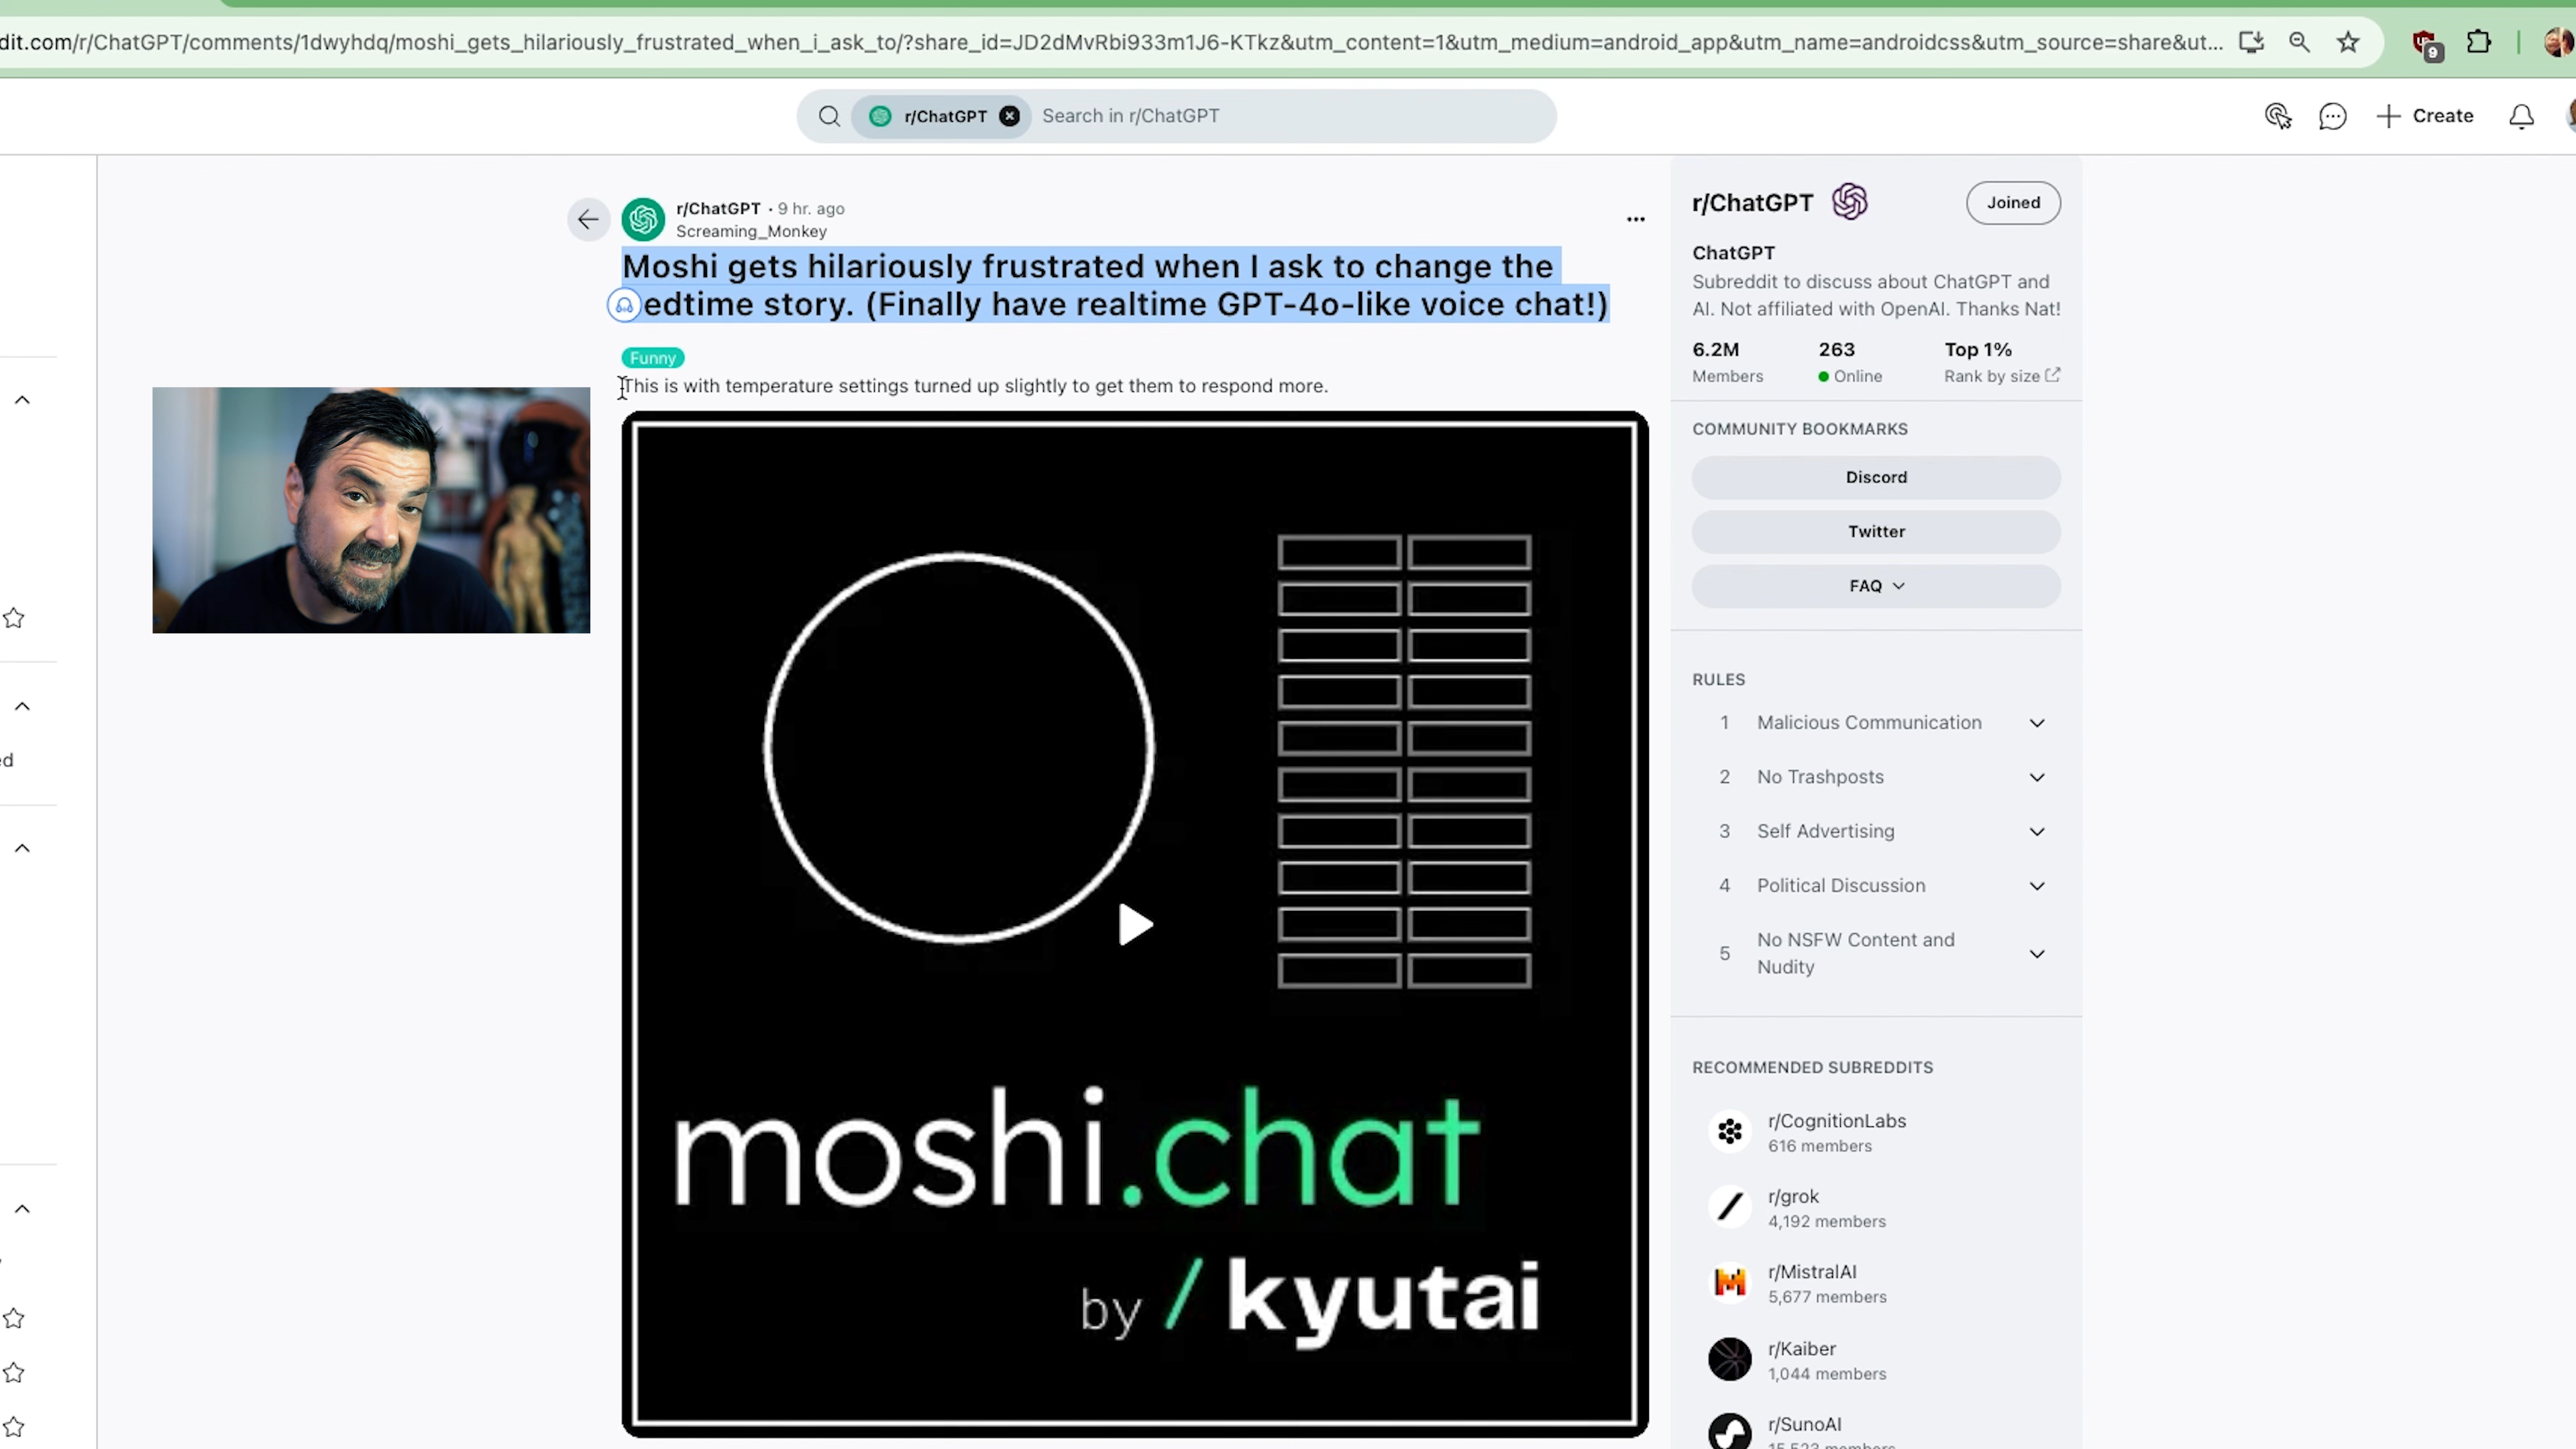 dit.com/r/ChatGPT/comments/1dwyhdq/moshi_gets_hilariously_frustrated_when_i_ask_to/?share_id=JD2dMvRbi933m1J6-KTkz&utm_content=1&utm_medium=android_app&utm_name=androidcss&utm_source=share&ut...
9
r/ChatGPT
Search in r/ChatGPT
Create
r/ChatGPT • 9 hr. ago
Screaming_Monkey
Moshi gets hilariously frustrated when I ask to change the
edtime story. (Finally have realtime GPT-4o-like voice chat!)
Funny
This is with temperature settings turned up slightly to get them to respond more.
moshi.chat
by / kyutai
ed
r/ChatGPT
Joined
ChatGPT
Subreddit to discuss about ChatGPT and
AI. Not affiliated with OpenAI. Thanks Nat!
6.2M 263 Top 1%
Members Online Rank by size
COMMUNITY BOOKMARKS
Discord
Twitter
FAQ
RULES
1 Malicious Communication
2 No Trashposts
3 Self Advertising
4 Political Discussion
5 No NSFW Content and
Nudity
RECOMMENDED SUBREDDITS
r/CognitionLabs
616 members
r/grok
4,192 members
r/MistralAI
5,677 members
r/Kaiber
1,044 members
r/SunoAI
15,523 members